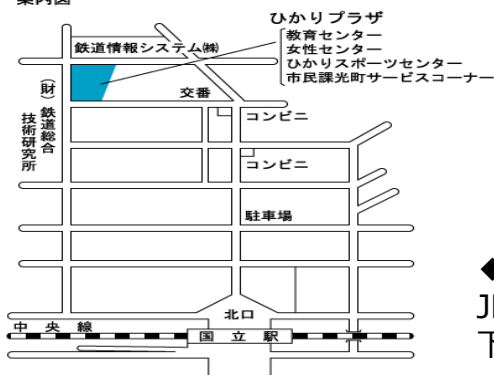 案内図
ひかりプラザ
教育センター
女性センター
ひかりスポーツセンター
市民課光町サービスコーナー
鉄道情報システム㈱
交番
コンビニ
(財)鉄道総合
技術研究所
コンビニ
駐車場
北口
中央線
国立駅
◆
下